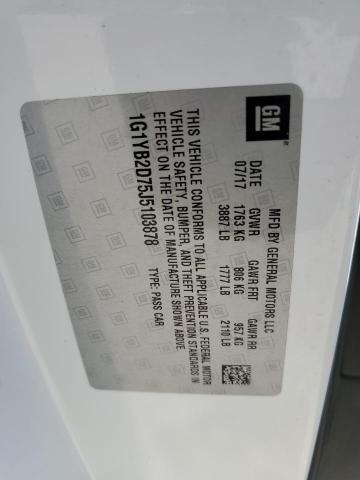 GM
MFD BY GENERAL MOTORS LLC
DATE GVWR GAWR FRT GAWR RR
07/17 1763 KG 806 KG 957 KG
3887 LB 1777 LB 2110 LB
THIS VEHICLE CONFORMS TO ALL APPLICABLE U.S. FEDERAL MOTOR
VEHICLE SAFETY, BUMPER, AND THEFT PREVENTION STANDARDS IN
EFFECT ON THE DATE OF MANUFACTURE SHOWN ABOVE
1G1YB2D75J5103878 TYPE: PASS CAR